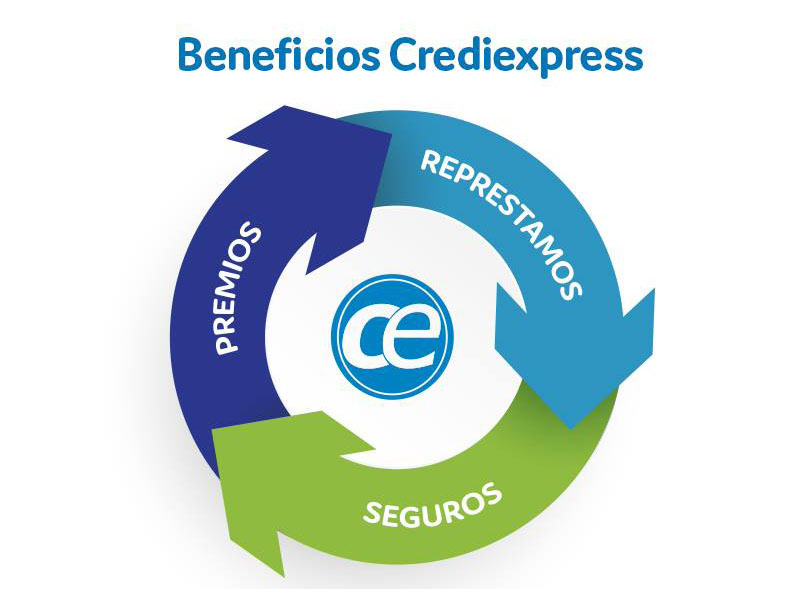 Beneficios Crediexpress
REPRESTAMOS
PREMIOS
ce
SEGUROS